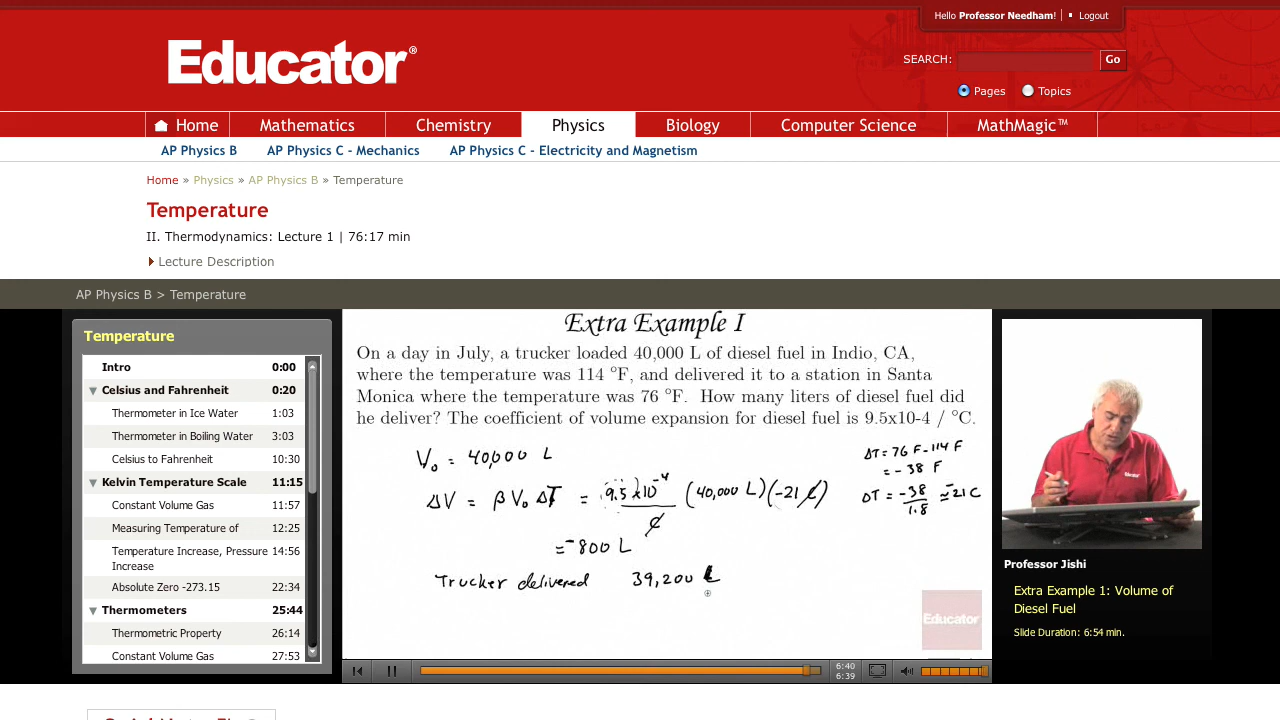 Hello Professor Needham! Logout
Educator®
SEARCH: Go
Pages Topics
Home Mathematics Chemistry Physics Biology Computer Science MathMagic™
AP Physics B AP Physics C - Mechanics AP Physics C - Electricity and Magnetism
Home » Physics » AP Physics B » Temperature
Temperature
II. Thermodynamics: Lecture 1 | 76:17 min
Lecture Description
AP Physics B > Temperature
Temperature
Intro 0:00
Celsius and Fahrenheit 0:20
Thermometer in Ice Water 1:03
Thermometer in Boiling Water 3:03
Celsius to Fahrenheit 10:30
Kelvin Temperature Scale 11:15
Constant Volume Gas 11:57
Measuring Temperature of 12:25
Temperature Increase, Pressure 14:56
Increase
Absolute Zero -273.15 22:34
Thermometers 25:44
Thermometric Property 26:14
Constant Volume Gas 27:53
Extra Example I
On a day in July, a trucker loaded 40,000 L of diesel fuel in Indio, CA,
where the temperature was 114 °F, and delivered it to a station in Santa
Monica where the temperature was 76 °F. How many liters of diesel fuel did
he deliver? The coefficient of volume expansion for diesel fuel is 9.5x10-4 / °C.
V₀ = 40,000 L
ΔV = β V₀ ΔT = 9.5 x 10⁻⁴ / ₵ (40,000 L)(-21 ₵)
= -800 L
Trucker delivered 39,200 L
ΔT = 76 F - 114 F
= - 38 F
ΔT = -38 / 1.8 ≃ -21 C
Educator
6:40
6:39
Professor Jishi
Extra Example 1: Volume of
Diesel Fuel
Slide Duration: 6:54 min.